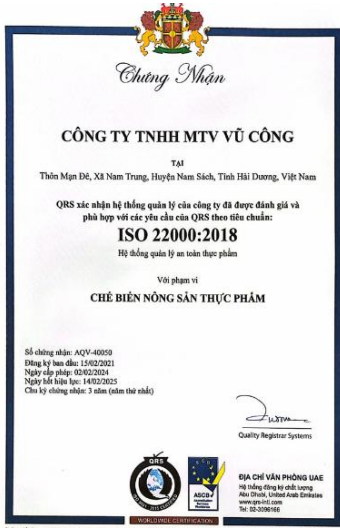 Chứng Nhận
CÔNG TY TNHH MTV VŨ CÔNG
TẠI
Thôn Mạn Đê, Xã Nam Trung, Huyện Nam Sách, Tỉnh Hải Dương, Việt Nam
QRS xác nhận hệ thống quản lý của công ty đã được đánh giá và
phù hợp với các yêu cầu của QRS theo tiêu chuẩn:
ISO 22000:2018
Hệ thống quản lý an toàn thực phẩm
Với phạm vi
CHẾ BIẾN NÔNG SẢN THỰC PHẨM
Số chứng nhận: AQV-40050
Đăng ký ban đầu: 15/02/2021
Ngày cấp phép: 02/02/2024
Ngày hết hiệu lực: 14/02/2025
Chu kỳ chứng nhận: 3 năm (năm thứ nhất)
Quality Registrar Systems
QRS
ASCB
WORLDWIDE CERTIFICATION
ĐỊA CHỈ VĂN PHÒNG UAE
Hệ thống đăng ký chất lượng
Abu Dhabi, United Arab Emirates
www.qrs-intl.com
Tel: 02-3096166